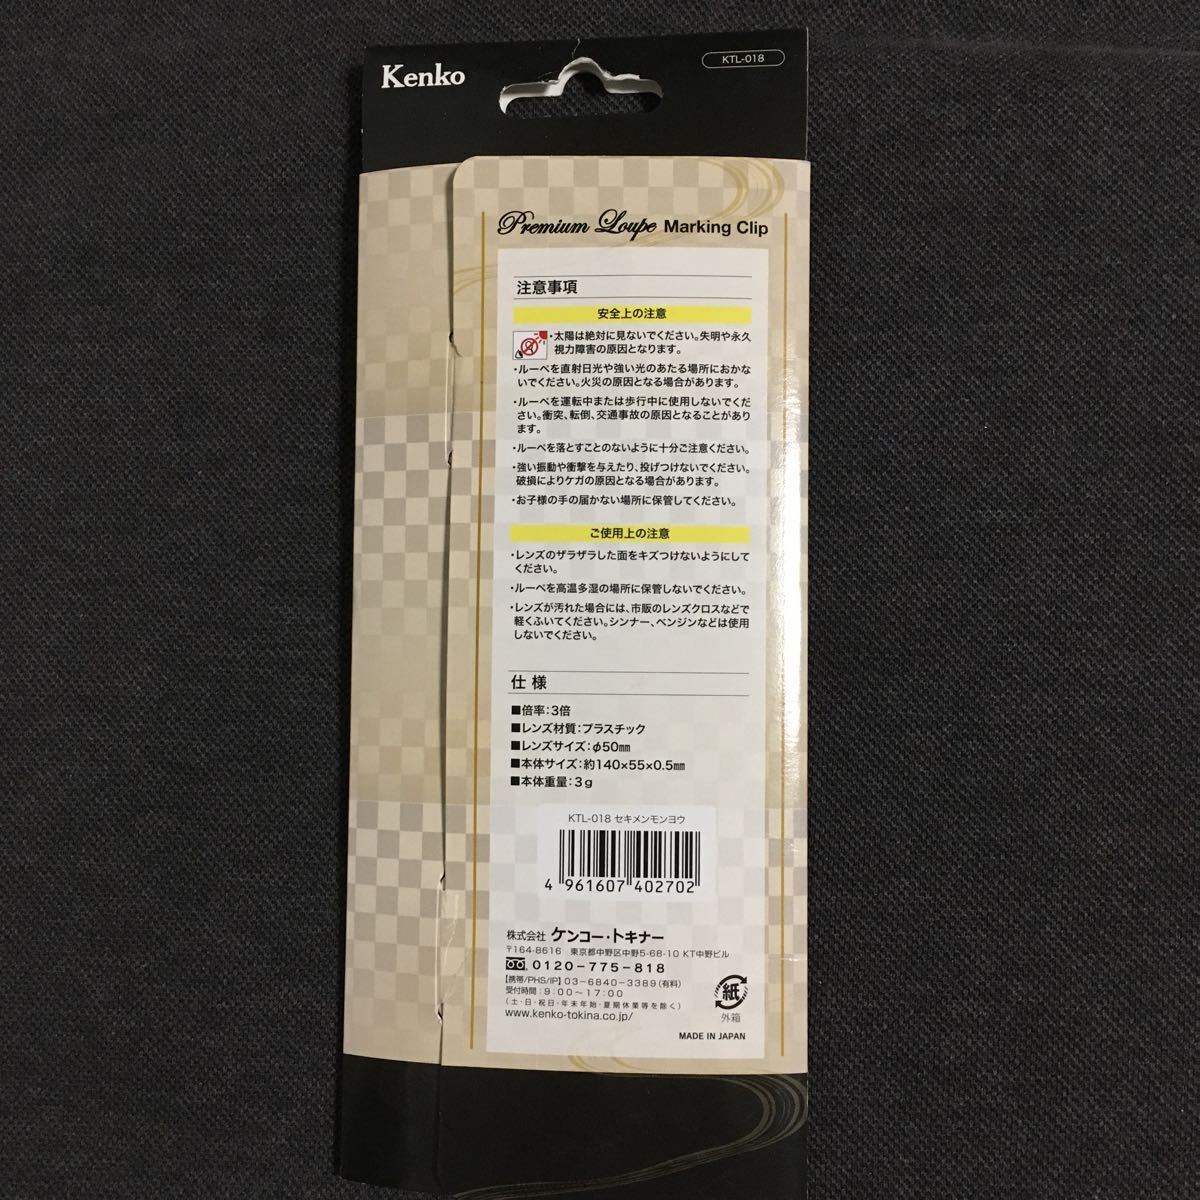 Kenko
KTL-018
Premium Loupe Marking Clip
注意事項
安全上の注意
・太陽は絶対に見ないでください。失明や永久
視力障害の原因となります。
・ルーペを直射日光や強い光のあたる場所におかな
いでください。火災の原因となる場合があります。
・ルーペを運転中または歩行中に使用しないでくだ
さい。衝突、転倒、交通事故の原因となることがあり
ます。
・ルーペを落とすことのないように十分ご注意ください。
・強い振動や衝撃を与えたり、投げつけないでください。
破損によりケガの原因となる場合があります。
・お子様の手の届かない場所に保管してください。
ご使用上の注意
・レンズのザラザラした面をキズつけないようにして
ください。
・ルーペを高温多湿の場所に保管しないでください。
・レンズが汚れた場合には、市販のレンズクロスなどで
軽くふいてください。シンナー、ベンジンなどは使用
しないでください。
仕様
■倍率：3倍
■レンズ材質：プラスチック
■レンズサイズ：φ50㎜
■本体サイズ：約140×55×0.5㎜
■本体重量：3g
KTL-018 セキメンモンヨウ
4 961607 402702
株式会社 ケンコー・トキナー
〒164-8616 東京都中野区中野5-68-10 KT中野ビル
0120-775-818
【携帯/PHS/IP】03-6840-3389（有料）
受付時間：9:00〜17:00
（土・日・祝日・年末年始・夏期休業等を除く）
www.kenko-tokina.co.jp/
紙
外箱
MADE IN JAPAN